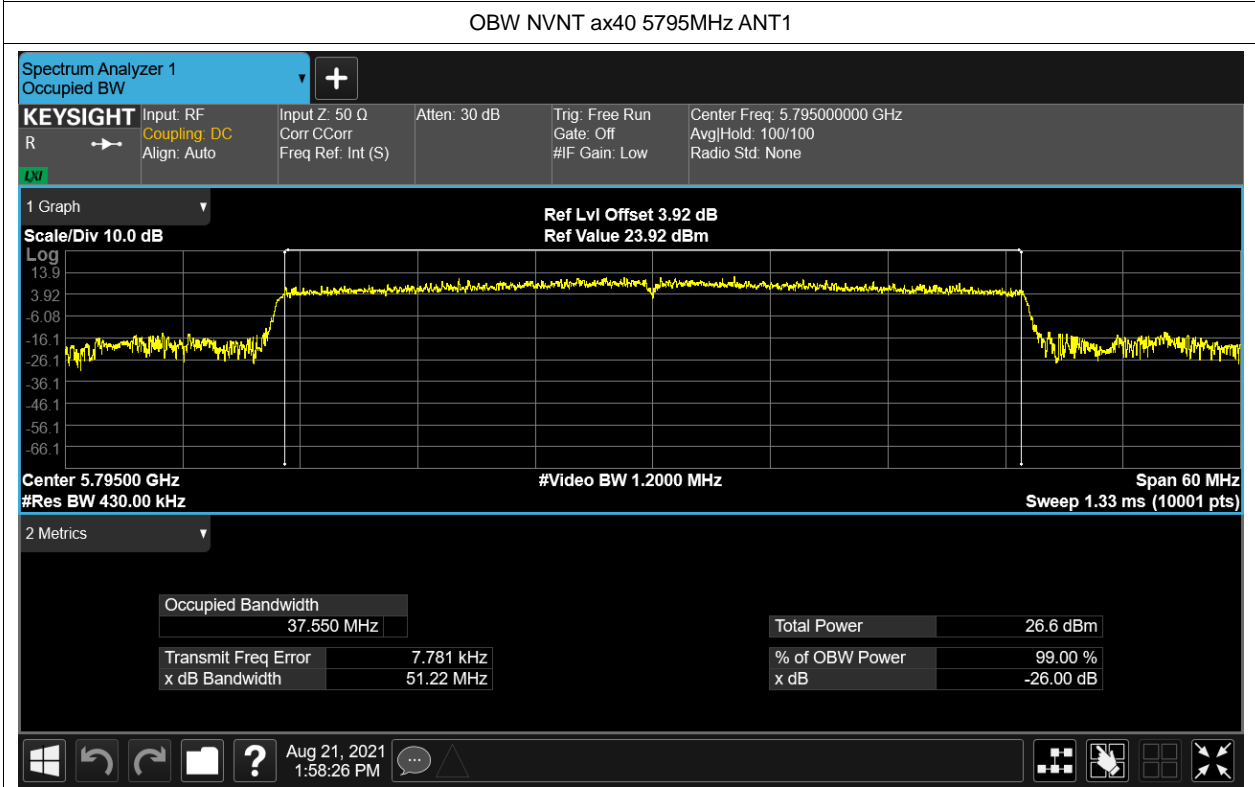 OBW NVNT ax40 5795MHz ANT1
Spectrum Analyzer 1
Occupied BW
KEYSIGHT
R
LXI
Input: RF
Coupling: DC
Align: Auto
Input Z: 50 Ω
Corr CCorr
Freq Ref: Int (S)
Atten: 30 dB
Trig: Free Run
Gate: Off
#IF Gain: Low
Center Freq: 5.795000000 GHz
Avg|Hold: 100/100
Radio Std: None
1 Graph
Ref Lvl Offset 3.92 dB
Scale/Div 10.0 dB
Ref Value 23.92 dBm
Log
13.9
3.92
-6.08
-16.1
-26.1
-36.1
-46.1
-56.1
-66.1
Center 5.79500 GHz
#Video BW 1.2000 MHz
Span 60 MHz
#Res BW 430.00 kHz
Sweep 1.33 ms (10001 pts)
2 Metrics
Occupied Bandwidth
37.550 MHz
Total Power 26.6 dBm
Transmit Freq Error 7.781 kHz
% of OBW Power 99.00 %
x dB Bandwidth 51.22 MHz
x dB -26.00 dB
?
Aug 21, 2021
1:58:26 PM